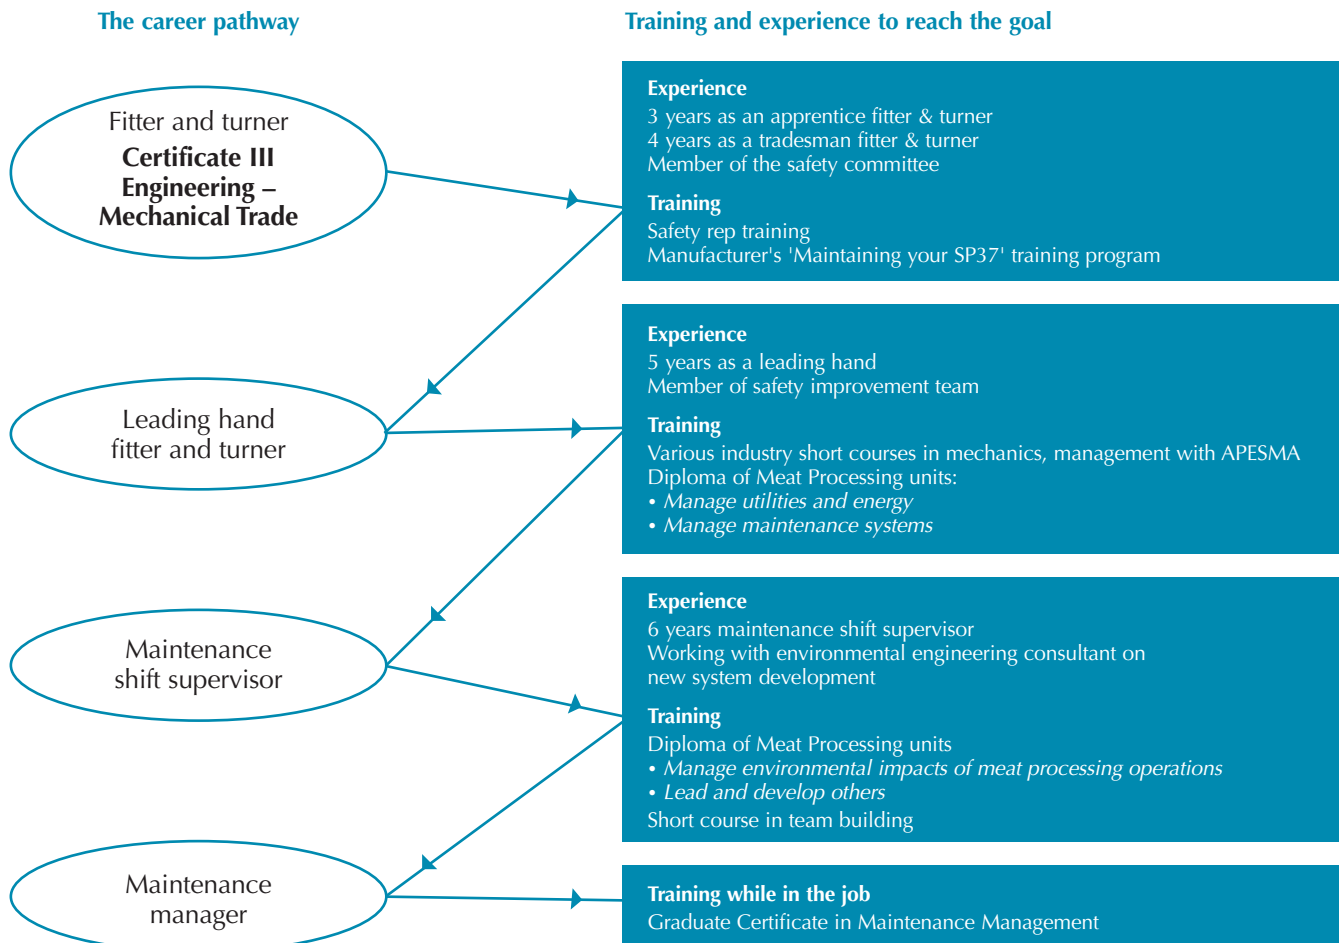 The career pathway
Training and experience to reach the goal
Fitter and turner
Certificate III
Engineering –
Mechanical Trade
Experience
3 years as an apprentice fitter & turner
4 years as a tradesman fitter & turner
Member of the safety committee
Training
Safety rep training
Manufacturer's 'Maintaining your SP37' training program
Leading hand
fitter and turner
Experience
5 years as a leading hand
Member of safety improvement team
Training
Various industry short courses in mechanics, management with APESMA
Diploma of Meat Processing units:
• Manage utilities and energy
• Manage maintenance systems
Maintenance
shift supervisor
Experience
6 years maintenance shift supervisor
Working with environmental engineering consultant on
new system development
Training
Diploma of Meat Processing units
• Manage environmental impacts of meat processing operations
• Lead and develop others
Short course in team building
Maintenance
manager
Training while in the job
Graduate Certificate in Maintenance Management